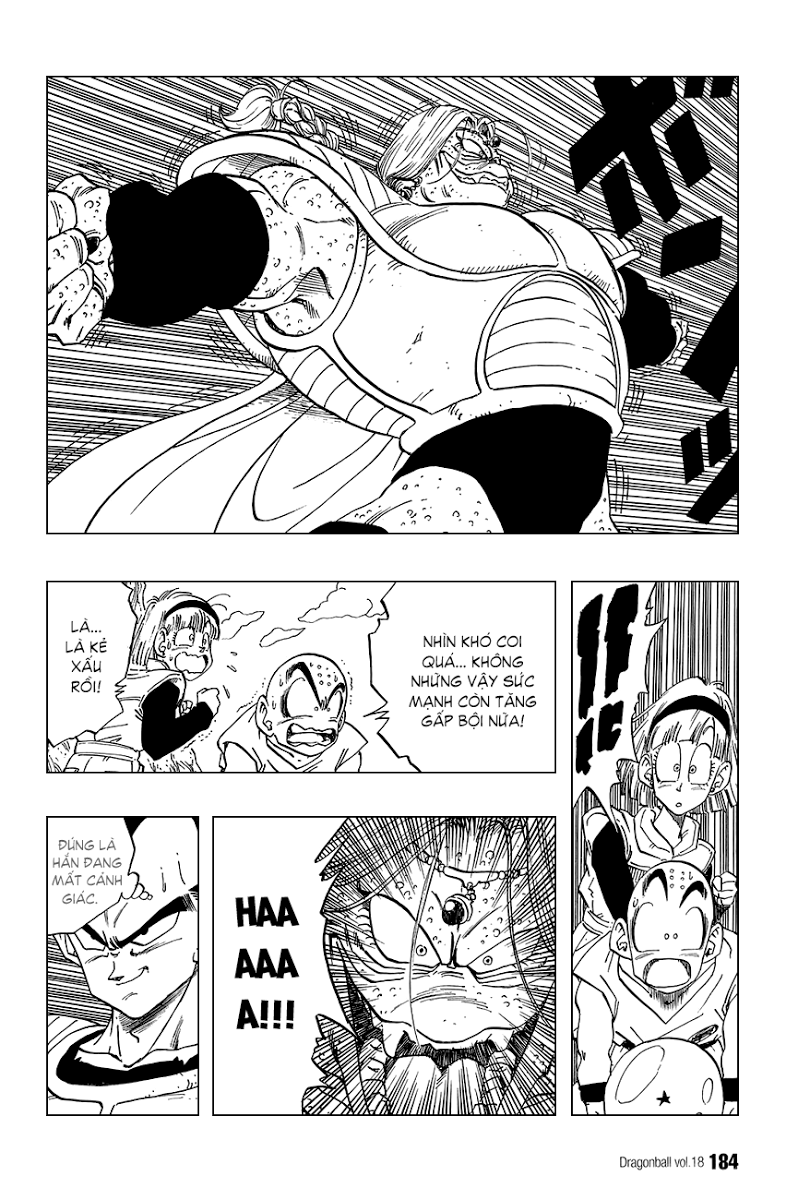 NHÌN KHÓ COI
QUÁ... KHÔNG
NHỮNG VẬY SỨC
MẠNH CÒN TĂNG
GẤP BỘI NỮA!
LÀ...
LÀ KẺ
XẤU
RỒI!
HAA
AAA
A!!!
ĐÚNG LÀ
HẮN ĐANG
MẤT CẢNH
GIÁC.
Dragonball vol.18 184